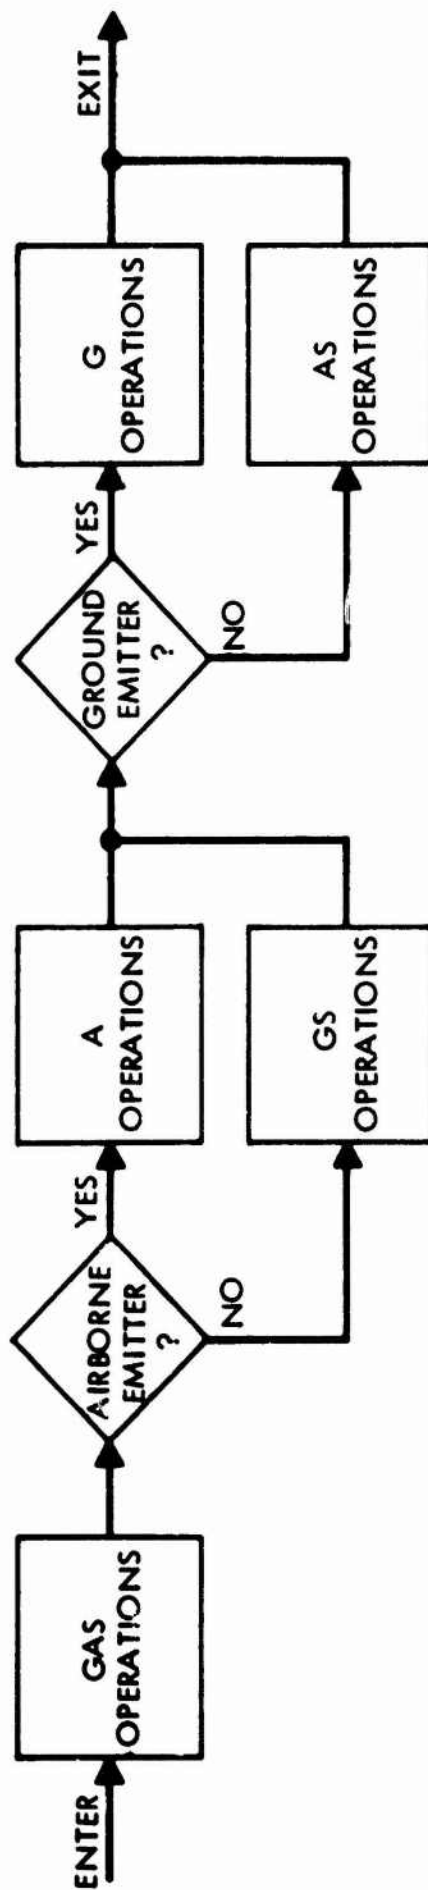 ENTER
GAS
OPERATIONS
AIRBORNE
EMITTER
?
YES
NO
A
OPERATIONS
GS
OPERATIONS
GROUND
EMITTER
?
YES
NO
G
OPERATIONS
AS
OPERATIONS
EXIT